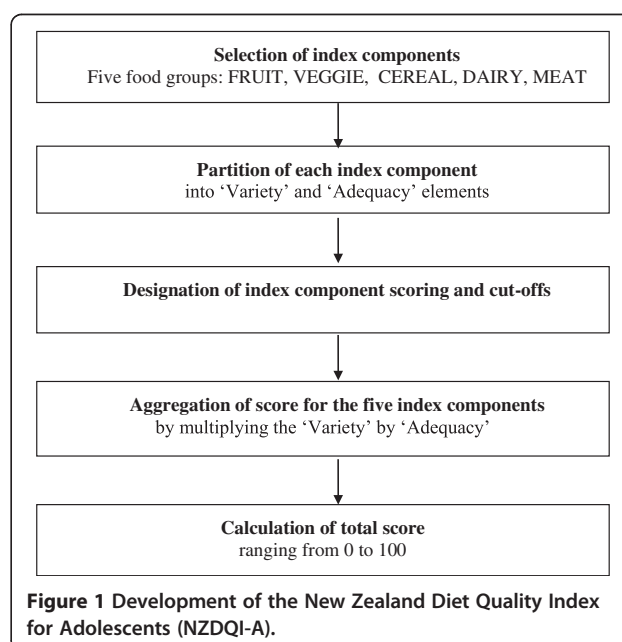 Selection of index components
Five food groups: FRUIT, VEGGIE, CEREAL, DAIRY, MEAT
Partition of each index component
into ‘Variety’ and ‘Adequacy’ elements
Designation of index component scoring and cut-offs
Aggregation of score for the five index components
by multiplying the ‘Variety’ by ‘Adequacy’
Calculation of total score
ranging from 0 to 100
Figure 1 Development of the New Zealand Diet Quality Index
for Adolescents (NZDQI-A).